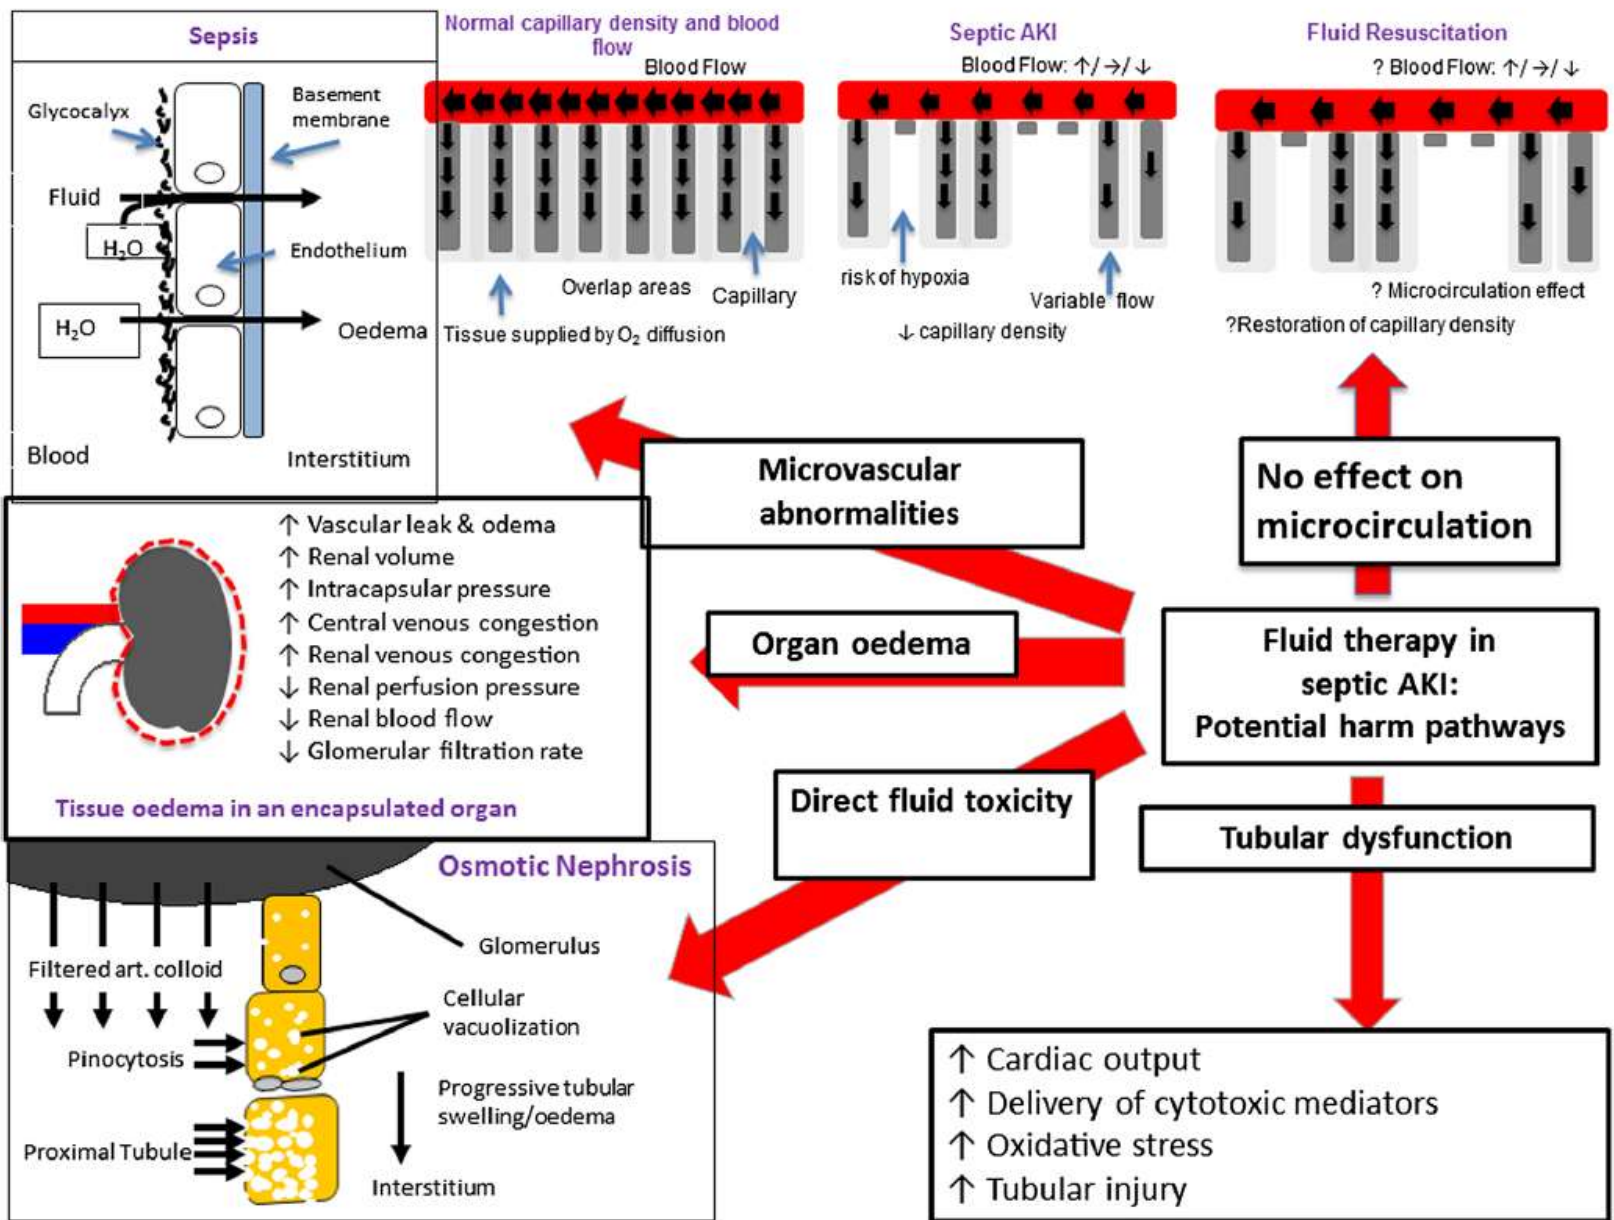 Sepsis
Glycocalyx
Basement
membrane
Fluid
H₂O
Endothelium
H₂O
Oedema
Blood
Interstitium
Normal capillary density and blood
flow
Blood Flow
Overlap areas
Capillary
Tissue supplied by O₂ diffusion
Septic AKI
Blood Flow: ↑/→/↓
risk of hypoxia
Variable flow
↓ capillary density
Fluid Resuscitation
? Blood Flow: ↑/→/↓
? Microcirculation effect
?Restoration of capillary density
Microvascular
abnormalities
No effect on
microcirculation
Organ oedema
Fluid therapy in
septic AKI:
Potential harm pathways
Direct fluid toxicity
Tubular dysfunction
↑ Vascular leak & odema
↑ Renal volume
↑ Intracapsular pressure
↑ Central venous congestion
↑ Renal venous congestion
↓ Renal perfusion pressure
↓ Renal blood flow
↓ Glomerular filtration rate
Tissue oedema in an encapsulated organ
Osmotic Nephrosis
Glomerulus
Filtered art. colloid
Cellular
vacuolization
Pinocytosis
Progressive tubular
swelling/oedema
Proximal Tubule
Interstitium
↑ Cardiac output
↑ Delivery of cytotoxic mediators
↑ Oxidative stress
↑ Tubular injury